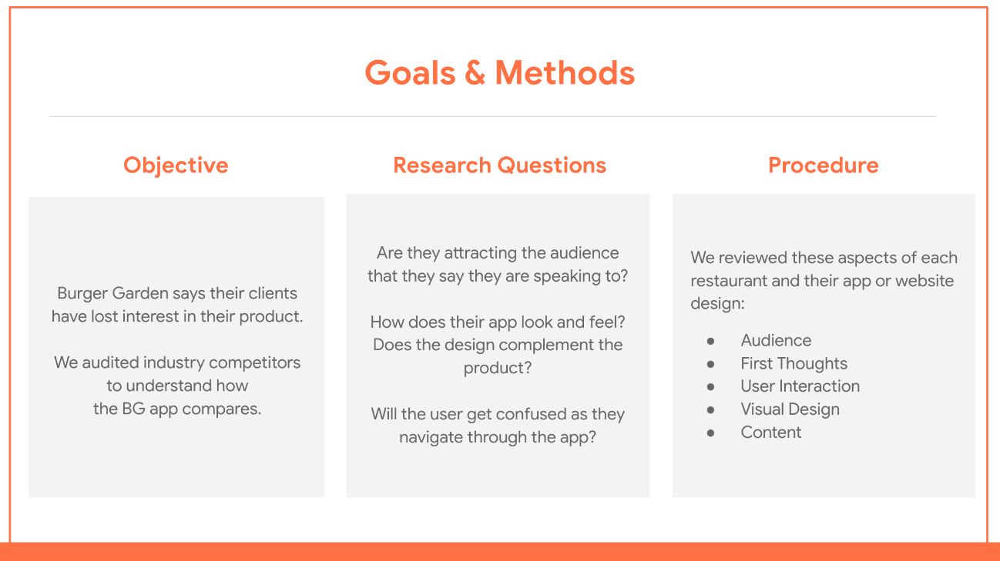 Goals & Methods
Objective
Burger Garden says their clients
have lost interest in their product.
We audited industry competitors
to understand how
the BG app compares.
Research Questions
Are they attracting the audience
that they say they are speaking to?
How does their app look and feel?
Does the design complement the
product?
Will the user get confused as they
navigate through the app?
Procedure
We reviewed these aspects of each
restaurant and their app or website
design:
● Audience
● First Thoughts
● User Interaction
● Visual Design
● Content